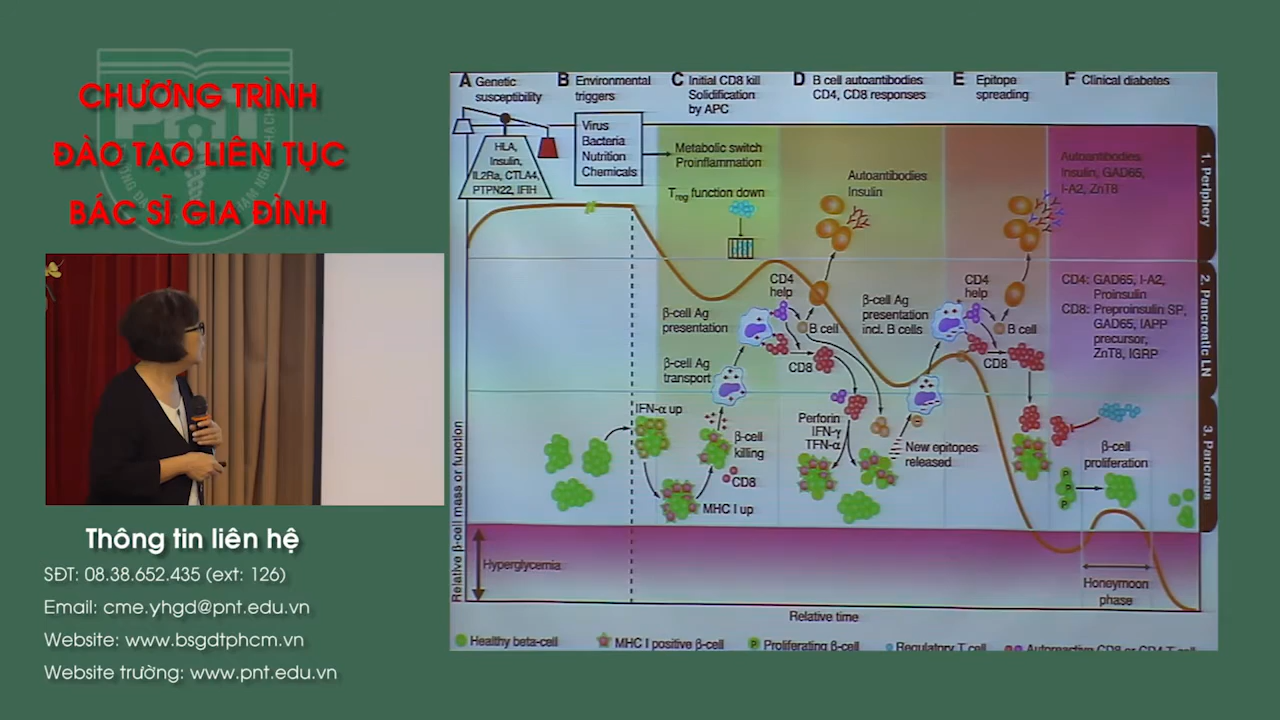 CHƯƠNG TRÌNH
ĐÀO TẠO LIÊN TỤC
BÁC SĨ GIA ĐÌNH
PNT
Thông tin liên hệ
SĐT: 08.38.652.435 (ext: 126)
Email: cme.yhgd@pnt.edu.vn
Website: www.bsgdtphcm.vn
Website trường: www.pnt.edu.vn
A Genetic
susceptibility
B Environmental
triggers
C Initial CD8 kill
Solidification
by APC
D B cell autoantibodies
CD4, CD8 responses
E Epitope
spreading
F Clinical diabetes
HLA,
Insulin,
IL2Ra, CTLA4,
PTPN22, IFIH
Virus
Bacteria
Nutrition
Chemicals
Metabolic switch
Proinflammation
Treg function down
Autoantibodies
Insulin
Autoantibodies
Insulin, GAD65,
I-A2, ZnT8
1. Periphery
β-cell Ag
presentation
β-cell Ag
transport
CD4
help
B cell
CD8
β-cell Ag
presentation
incl. B cells
CD4
help
B cell
CD8
CD4: GAD65, I-A2,
Proinsulin
CD8: Preproinsulin SP,
GAD65, IAPP
precursor,
ZnT8, IGRP
2. Pancreatic LN
IFN-α up
β-cell
killing
CD8
MHC I up
Perforin
IFN-γ
TFN-α
New epitopes
released
β-cell
proliferation
P
P
P
3. Pancreas
Relative β-cell mass or function
Hyperglycemia
Honeymoon
phase
Relative time
Healthy beta-cell
MHC I positive β-cell
P Proliferating β-cell
Regulatory T cell
Autoreactive CD8 or CD4 T cell